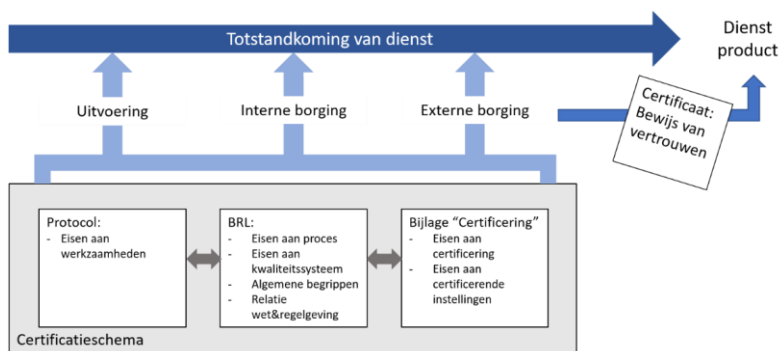 Totstandkoming van dienst
Dienst
product
Uitvoering
Interne borging
Externe borging
Certificaat:
Bewijs van
vertrouwen
Protocol:
- Eisen aan
werkzaamheden
BRL:
- Eisen aan proces
- Eisen aan
kwaliteitssysteem
- Algemene begrippen
- Relatie
wet&regelgeving
Bijlage “Certificering”
- Eisen aan
certificering
- Eisen aan
certificerende
instellingen
Certificatieschema